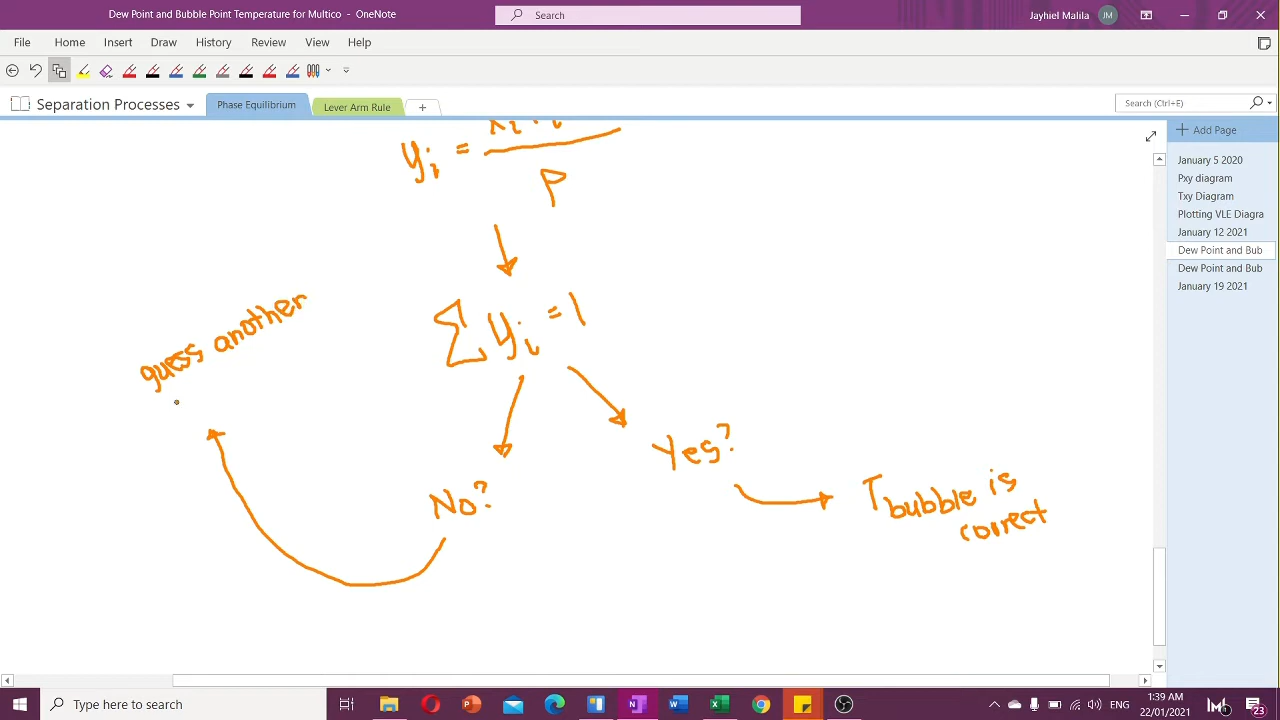 Dew Point and Bubble Point Temperature for Multico - OneNote
Search
Jayhiel Malila
JM
File Home Insert Draw History Review View Help
Separation Processes
Phase Equilibrium
Lever Arm Rule
Search (Ctrl+E)
Add Page
January 5 2020
Pxy diagram
Txy Diagram
Plotting VLE Diagra
January 12 2021
Dew Point and Bub
Dew Point and Bub
January 19 2021
yi =
P
Σ yi = 1
guess another
Yes?
No?
Tbubble is
correct
Type here to search
ENG
1:39 AM
22/01/2021
23